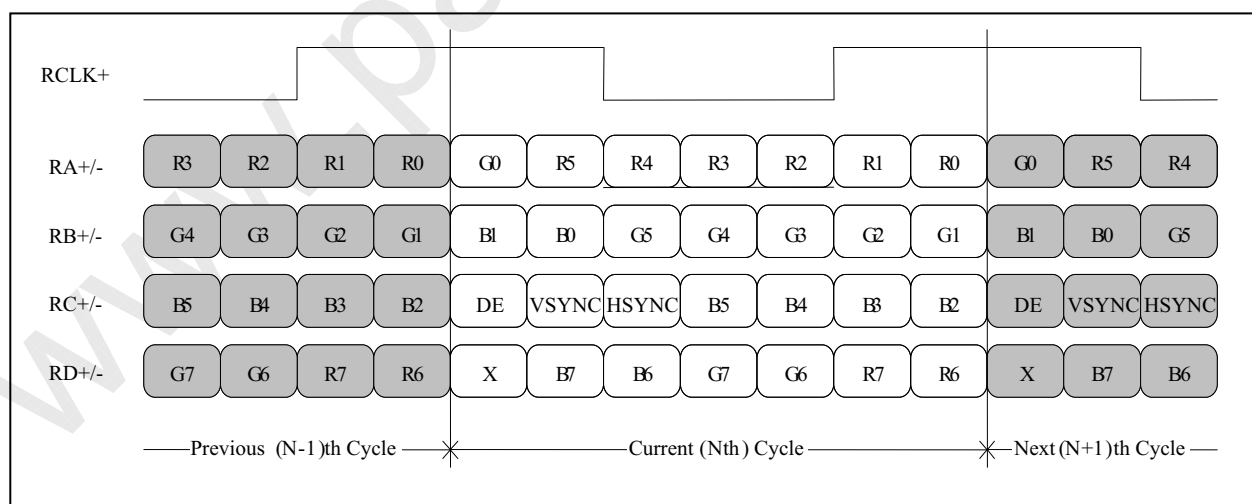 RCLK+
RA+/- R3 R2 R1 R0 G0 R5 R4 R3 R2 R1 R0 G0 R5 R4
RB+/- G4 G3 G2 G1 B1 B0 G5 G4 G3 G2 G1 B1 B0 G5
RC+/- B5 B4 B3 B2 DE VSYNC HSYNC B5 B4 B3 B2 DE VSYNC HSYNC
RD+/- G7 G6 R7 R6 X B7 B6 G7 G6 R7 R6 X B7 B6
Previous (N-1)th Cycle Current (Nth) Cycle Next (N+1)th Cycle
www.pa